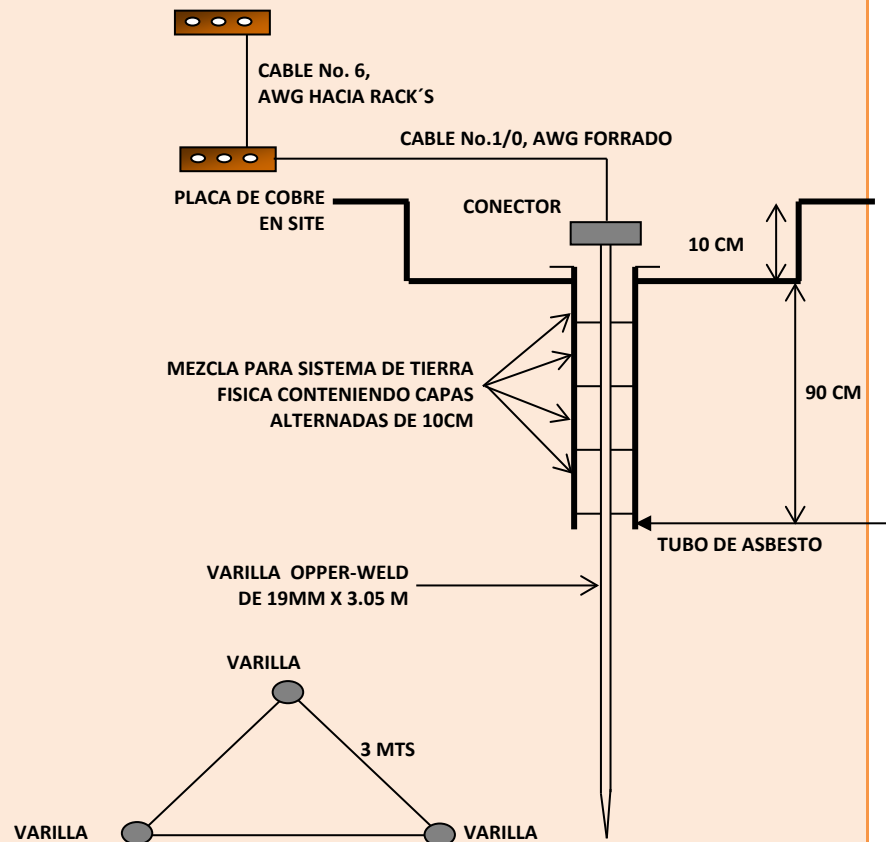 CABLE No. 6,
AWG HACIA RACK´S
CABLE No.1/0, AWG FORRADO
PLACA DE COBRE
EN SITE
CONECTOR
10 CM
MEZCLA PARA SISTEMA DE TIERRA
FISICA CONTENIENDO CAPAS
ALTERNADAS DE 10CM
90 CM
TUBO DE ASBESTO
VARILLA OPPER-WELD
DE 19MM X 3.05 M
VARILLA
3 MTS
VARILLA
VARILLA